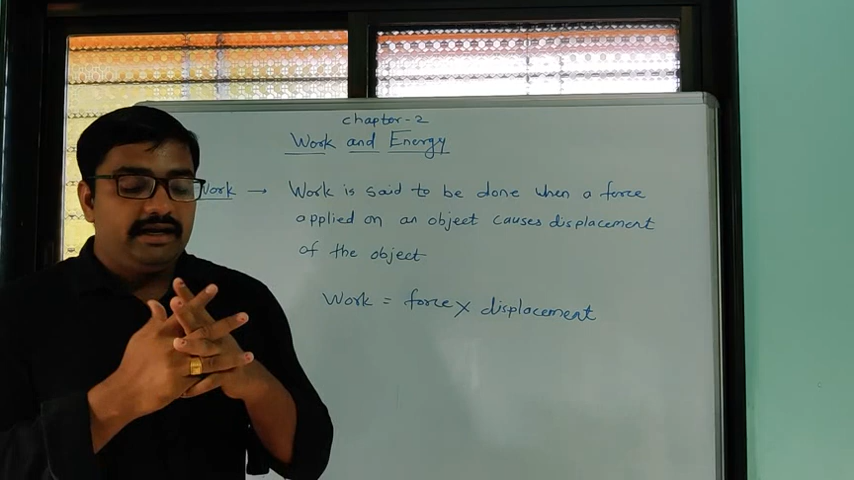 chapter-2
Work and Energy
Work → Work is said to be done when a force
applied on an object causes displacement
of the object
Work = force X displacement